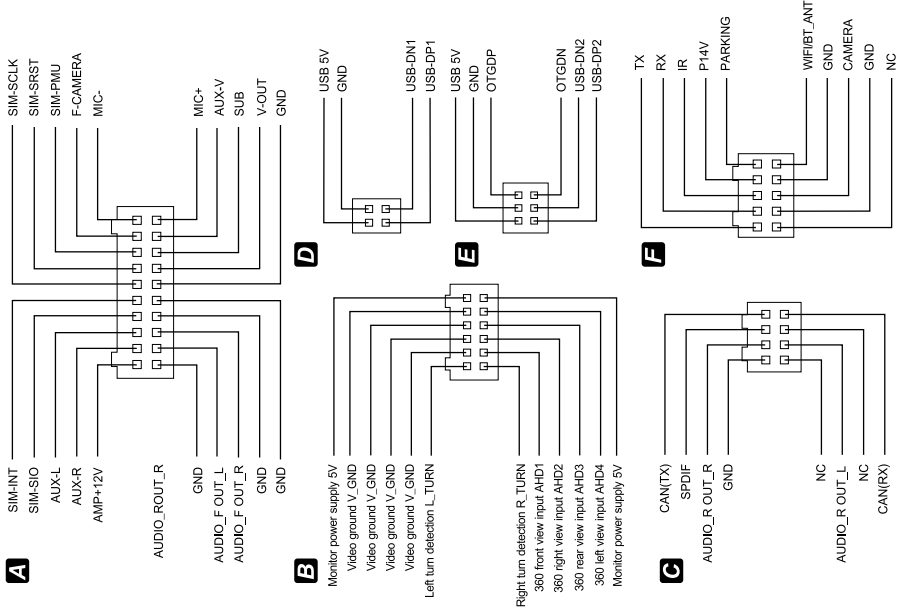 A
SIM-INT
SIM-SIO
AUX-L
AUX-R
AMP+12V
AUDIO_ROUT_R
GND
AUDIO_F OUT_L
AUDIO_F OUT_R
GND
GND
SIM-SCLK
SIM-SRST
SIM-PMU
F-CAMERA
MIC-
MIC+
AUX-V
SUB
V-OUT
GND
B
Monitor power supply 5V
Video ground V_GND
Video ground V_GND
Video ground V_GND
Video ground V_GND
Left turn detection L_TURN
Right turn detection R_TURN
360 front view input AHD1
360 right view input AHD2
360 rear view input AHD3
360 left view input AHD4
Monitor power supply 5V
C
CAN(TX)
SPDIF
AUDIO_R OUT_R
GND
NC
AUDIO_R OUT_L
NC
CAN(RX)
D
USB 5V
GND
USB-DN1
USB-DP1
E
USB 5V
GND
OTGDP
OTGDN
USB-DN2
USB-DP2
F
TX
RX
IR
P14V
PARKING
WIFI/BT_ANT
GND
CAMERA
GND
NC